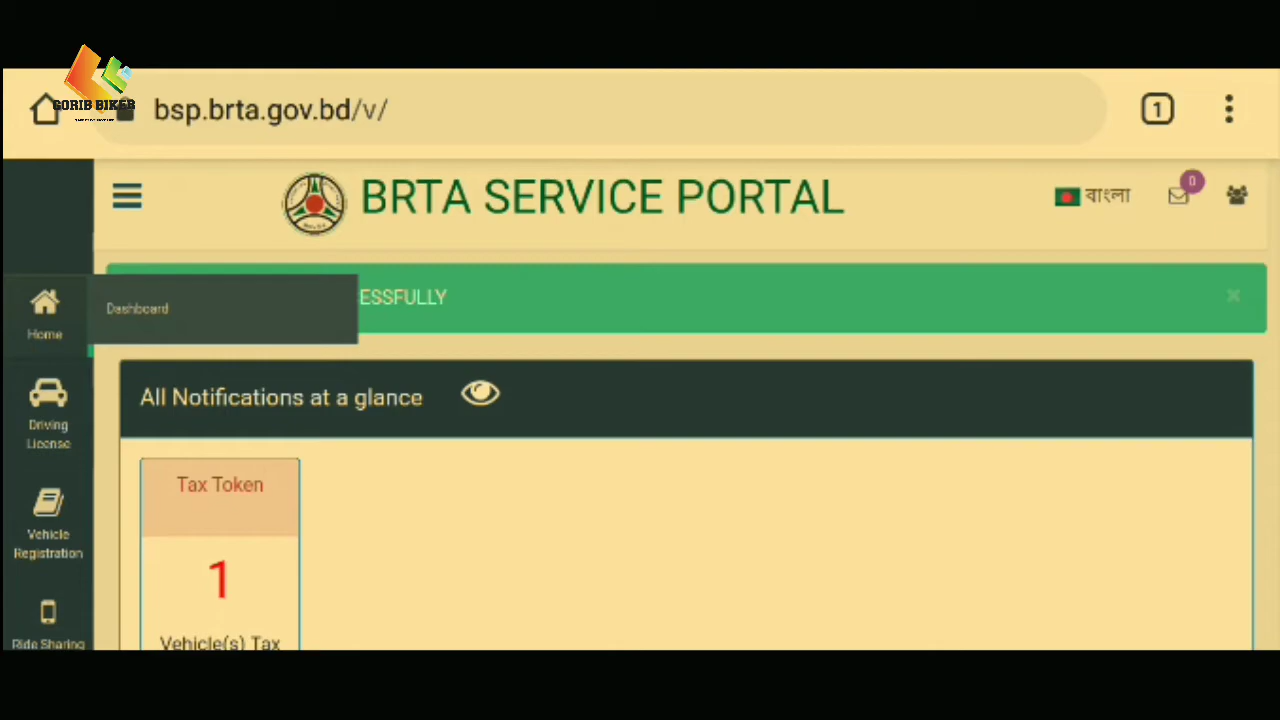 GORIB BIKER
bsp.brta.gov.bd/v/
1
BRTA SERVICE PORTAL
বাংলা
0
ESSFULLY
×
Dashboard
Home
All Notifications at a glance
Driving
License
Tax Token
Vehicle
Registration
1
Ride Sharing
Vehicle(s) Tax